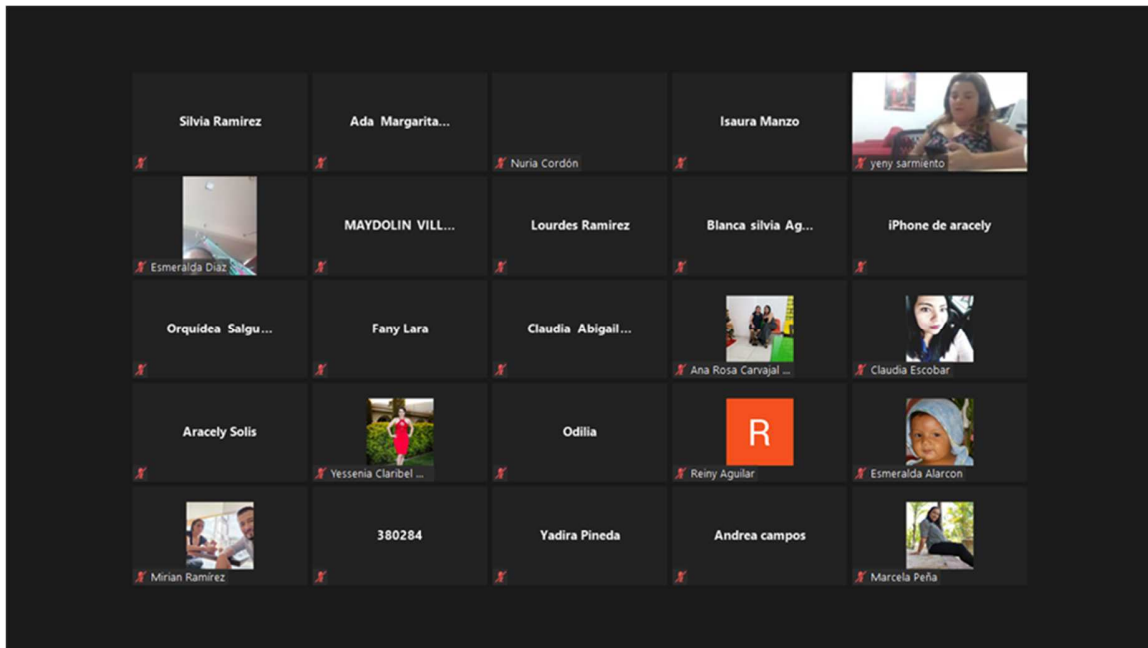 Silvia Ramirez
Ada Margarita...
Nuria Cordón
Isaura Manzo
yeny sarmiento
Esmeralda Diaz
MAYDOLIN VILL...
Lourdes Ramirez
Blanca silvia Ag...
iPhone de aracely
Orquídea Salgu...
Fany Lara
Claudia Abigail...
Ana Rosa Carvajal ...
Claudia Escobar
Aracely Solis
Yessenia Claribel ...
Odilia
R
Reiny Aguilar
Esmeralda Alarcon
Mirian Ramírez
380284
Yadira Pineda
Andrea campos
Marcela Peña